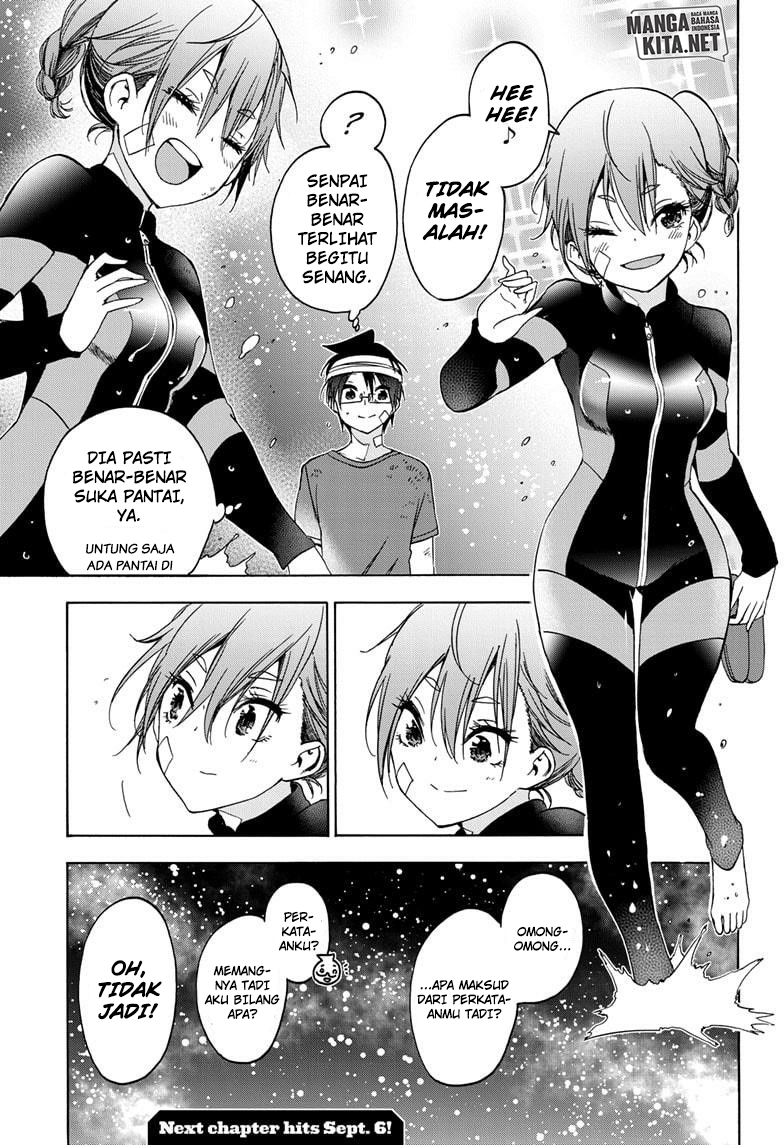 MANGA
KITA.NET
BACA MANGA
BAHASA
INDONESIA
HEE
HEE!
♪
TIDAK
MAS-
ALAH!
?
SENPAI
BENAR-
BENAR
TERLIHAT
BEGITU
SENANG.
DIA PASTI
BENAR-BENAR
SUKA PANTAI,
YA.
UNTUNG SAJA
ADA PANTAI DI
OMONG-
OMONG...
...APA MAKSUD
DARI PERKATA-
ANMU TADI?
PER-
KATA-
ANKU?
MEMANG-
NYA TADI
AKU BILANG
APA?
OH,
TIDAK
JADI!
Next chapter hits Sept. 6!